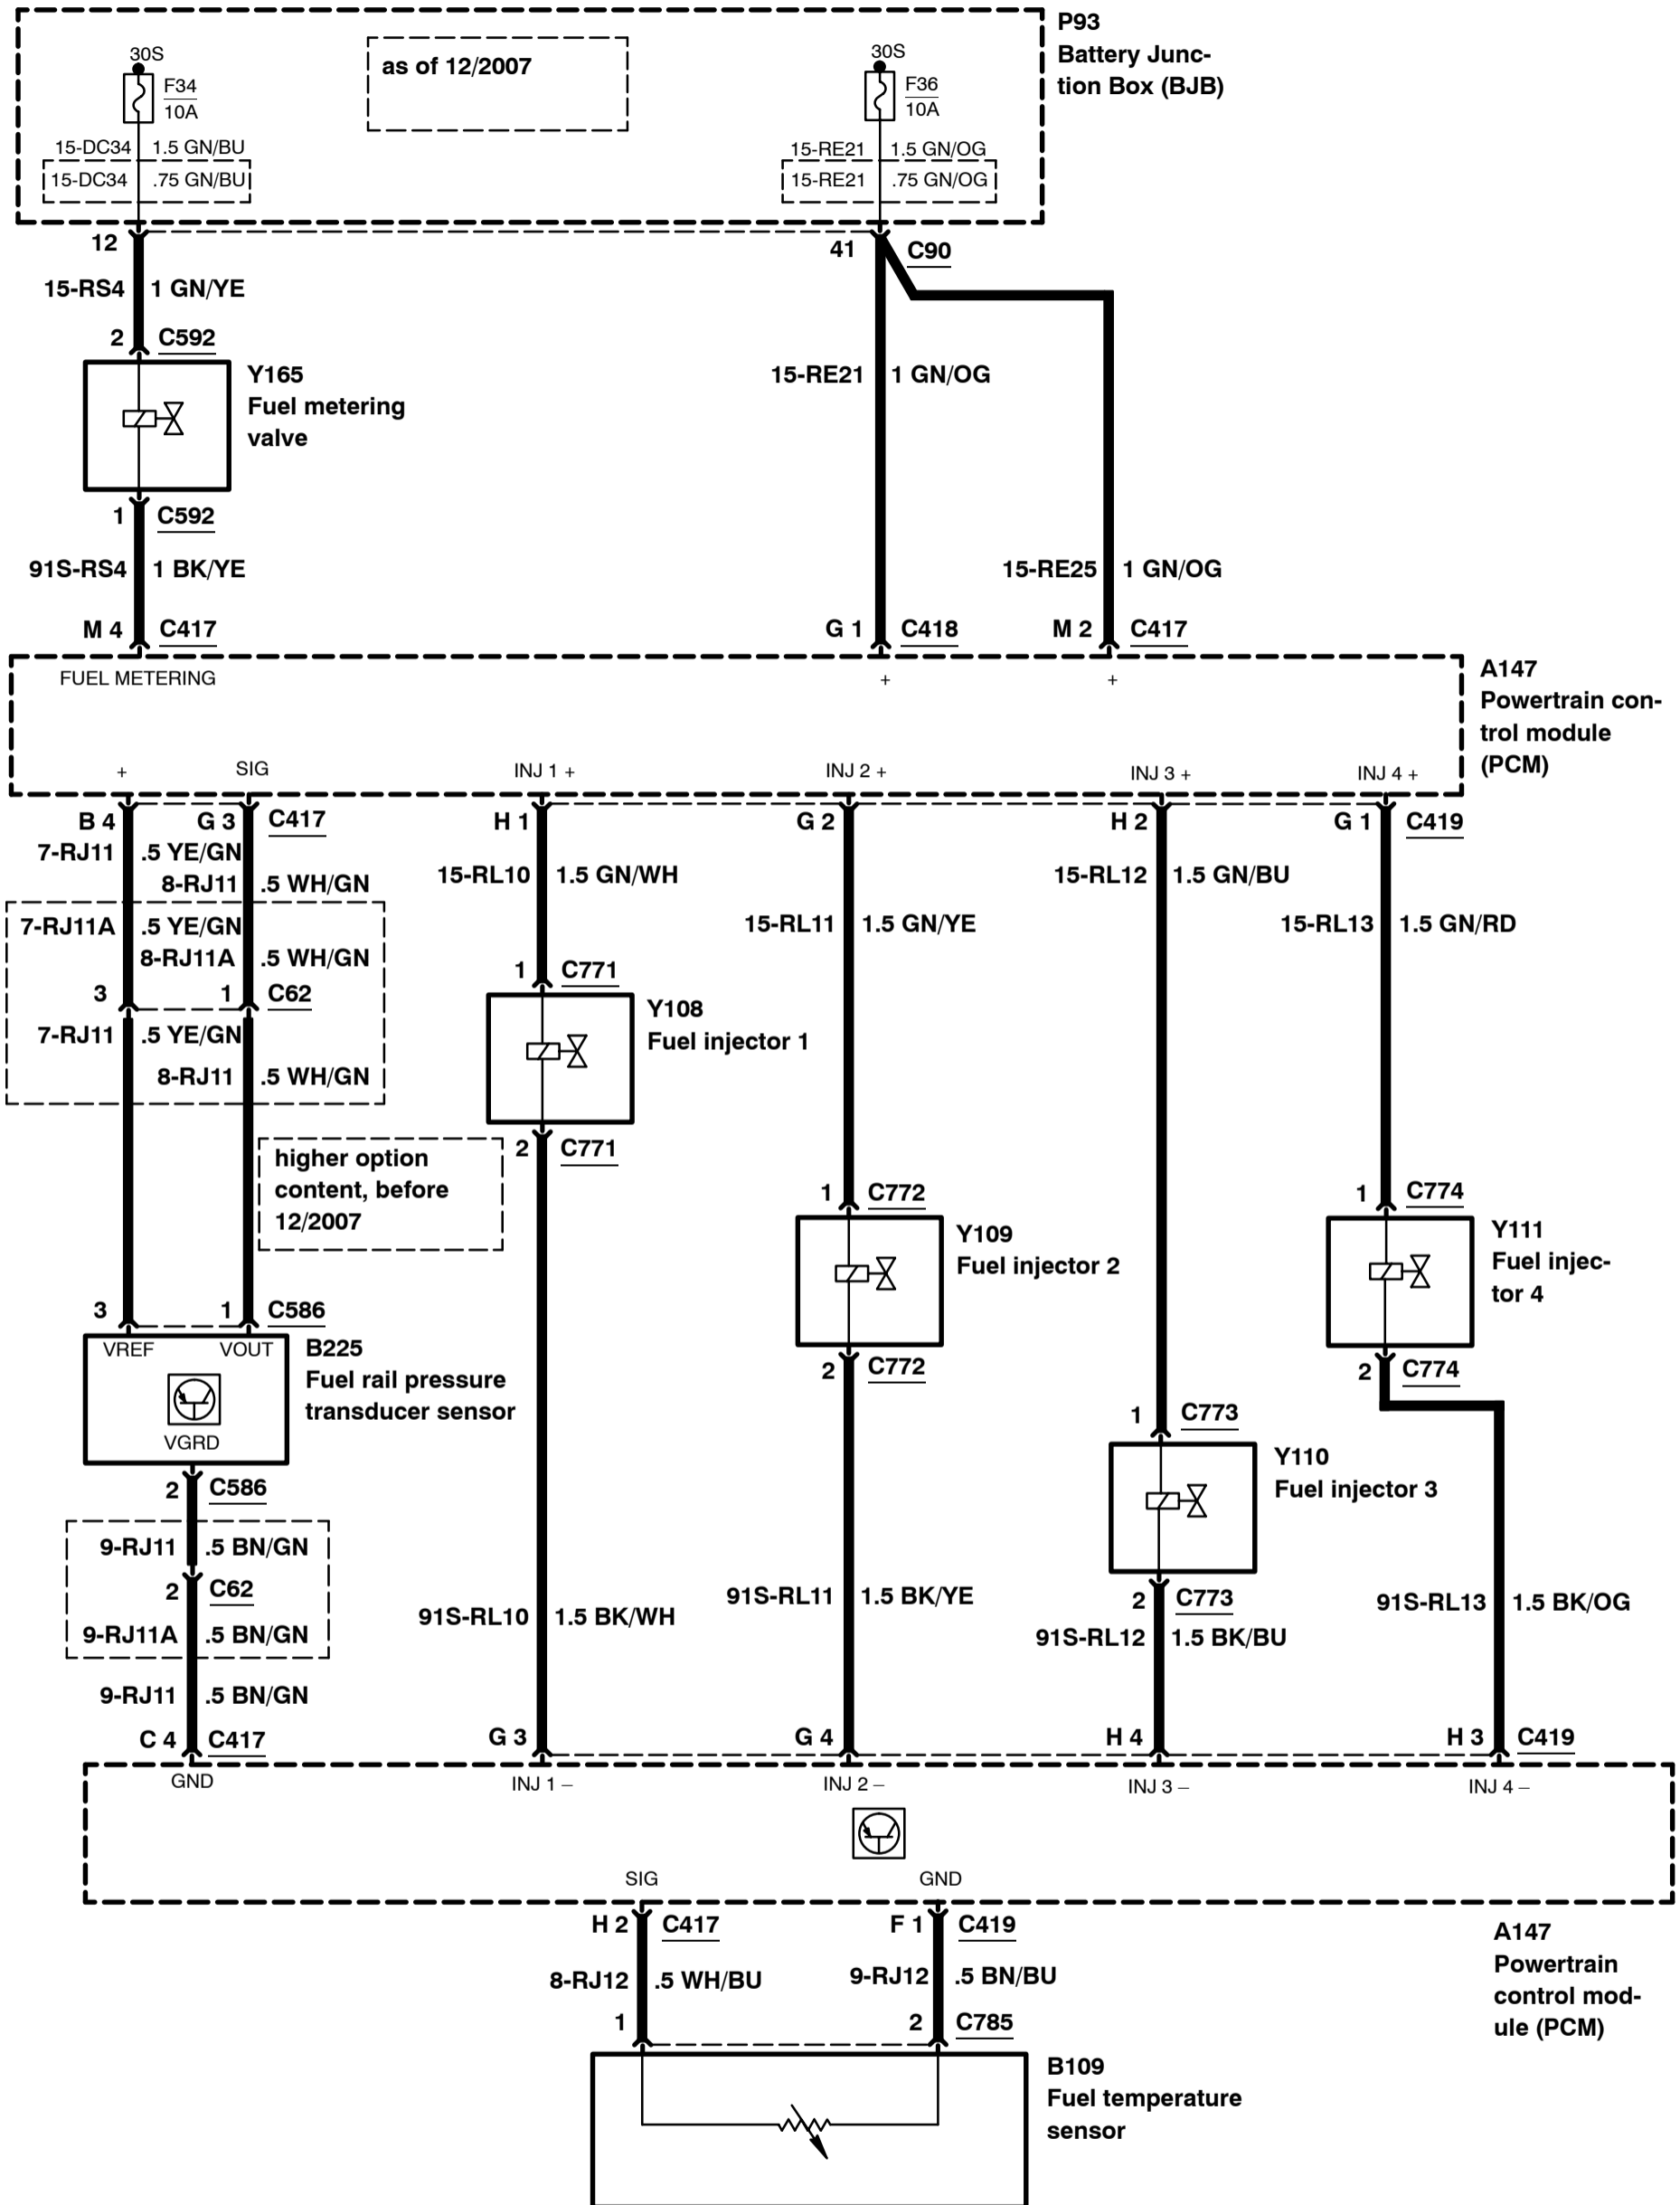 P93
Battery Junc-
tion Box (BJB)
30S
F34
10A
as of 12/2007
30S
F36
10A
15-DC34 1.5 GN/BU
15-DC34 .75 GN/BU
15-RE21 1.5 GN/OG
15-RE21 .75 GN/OG
12
41 C90
15-RS4 1 GN/YE
2 C592
Y165
Fuel metering
valve
15-RE21 1 GN/OG
1 C592
91S-RS4 1 BK/YE
15-RE25 1 GN/OG
M 4 C417
G 1 C418
M 2 C417
FUEL METERING
+
+
A147
Powertrain con-
trol module
(PCM)
+
SIG
INJ 1 +
INJ 2 +
INJ 3 +
INJ 4 +
B 4
G 3 C417
H 1
G 2
H 2
G 1 C419
7-RJ11 .5 YE/GN
8-RJ11 .5 WH/GN
15-RL10 1.5 GN/WH
15-RL12 1.5 GN/BU
7-RJ11A .5 YE/GN
15-RL11 1.5 GN/YE
15-RL13 1.5 GN/RD
8-RJ11A .5 WH/GN
3
1 C62
1 C771
Y108
Fuel injector 1
7-RJ11 .5 YE/GN
8-RJ11 .5 WH/GN
2 C771
higher option
content, before
12/2007
1 C772
1 C774
Y109
Fuel injector 2
Y111
Fuel injec-
tor 4
3
1 C586
VREF
VOUT
VGRD
B225
Fuel rail pressure
transducer sensor
2 C772
2 C774
1 C773
Y110
Fuel injector 3
2 C586
9-RJ11 .5 BN/GN
2 C62
9-RJ11A .5 BN/GN
91S-RL10 1.5 BK/WH
91S-RL11 1.5 BK/YE
2 C773
91S-RL12 1.5 BK/BU
91S-RL13 1.5 BK/OG
9-RJ11 .5 BN/GN
C 4 C417
G 3
G 4
H 4
H 3 C419
GND
INJ 1 –
INJ 2 –
INJ 3 –
INJ 4 –
SIG
GND
H 2 C417
F 1 C419
A147
Powertrain
control mod-
ule (PCM)
8-RJ12 .5 WH/BU
9-RJ12 .5 BN/BU
1
2 C785
B109
Fuel temperature
sensor